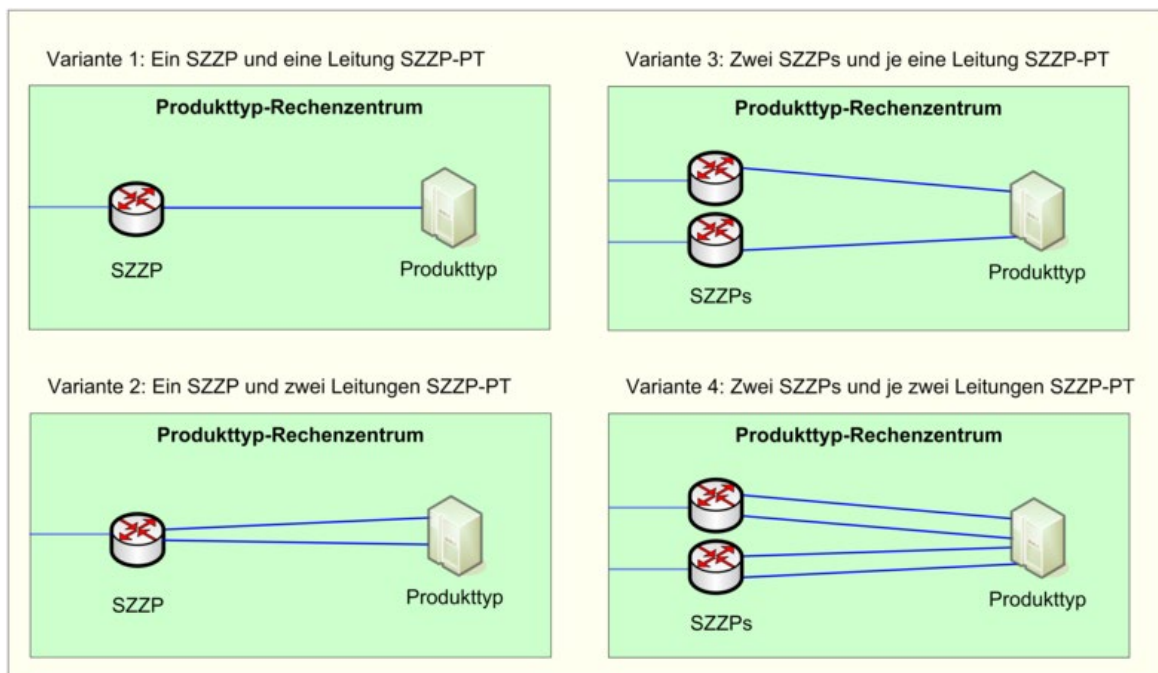 Variante 1: Ein SZZP und eine Leitung SZZP-PT
Produkttyp-Rechenzentrum
SZZP
Produkttyp
Variante 3: Zwei SZZPs und je eine Leitung SZZP-PT
Produkttyp-Rechenzentrum
SZZPs
Produkttyp
Variante 2: Ein SZZP und zwei Leitungen SZZP-PT
Produkttyp-Rechenzentrum
SZZP
Produkttyp
Variante 4: Zwei SZZPs und je zwei Leitungen SZZP-PT
Produkttyp-Rechenzentrum
SZZPs
Produkttyp